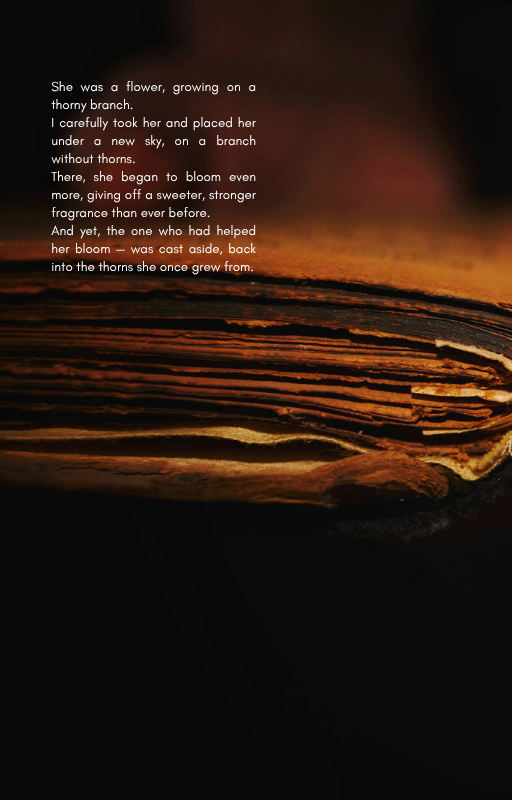 She was a flower, growing on a
thorny branch.
I carefully took her and placed her
under a new sky, on a branch
without thorns.
There, she began to bloom even
more, giving off a sweeter, stronger
fragrance than ever before.
And yet, the one who had helped
her bloom — was cast aside, back
into the thorns she once grew from.